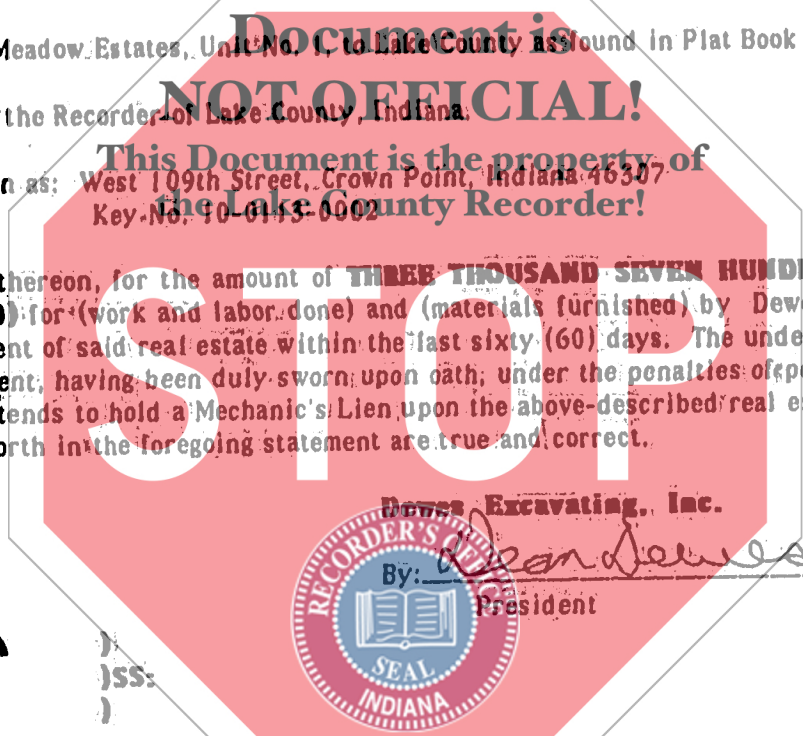 Document is
Meadow Estates, Unit No. 1, to Lake County as found in Plat Book
NOT OFFICIAL!
the Recorder of Lake County, Indiana.
This Document is the property of
n as: West 109th Street, Crown Point, Indiana 46307
the Lake County Recorder!
Key No. 10-0113-0002
thereon, for the amount of THREE THOUSAND SEVEN HUND
) for (work and labor done) and (materials furnished) by Dew
ent of said real estate within the last sixty (60) days. The unde
ent, having been duly sworn upon oath, under the penalties of pe
tends to hold a Mechanic's Lien upon the above-described real es
orth in the foregoing statement are true and correct.
STOP
Dewes Excavating, Inc.
By: Dean Dewes
President
RECORDER'S OFFICE
SEAL
INDIANA
)
)SS:
)